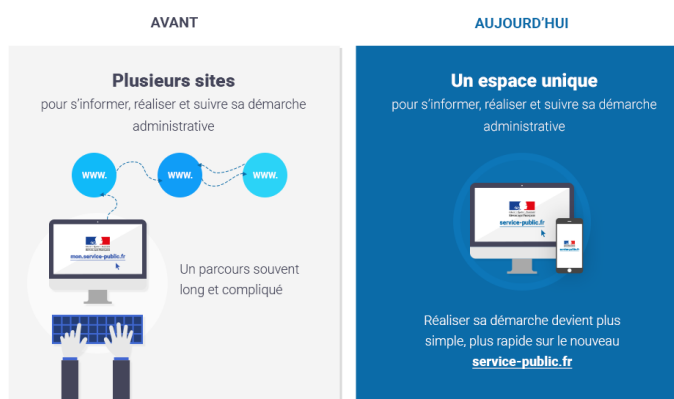 AVANT
Plusieurs sites
pour s’informer, réaliser et suivre sa démarche
administrative
www.
www.
www.
mon.service-public.fr
Un parcours souvent
long et compliqué
AUJOURD’HUI
Un espace unique
pour s’informer, réaliser et suivre sa démarche
administrative
service-public.fr
Réaliser sa démarche devient plus
simple, plus rapide sur le nouveau
service-public.fr